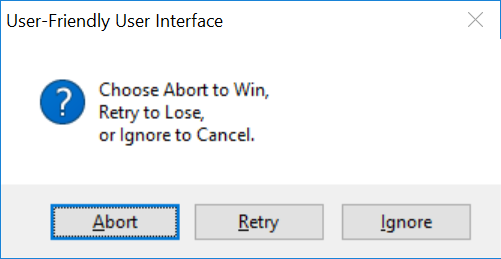 User-Friendly User Interface
Choose Abort to Win,
Retry to Lose,
or Ignore to Cancel.
Abort
Retry
Ignore